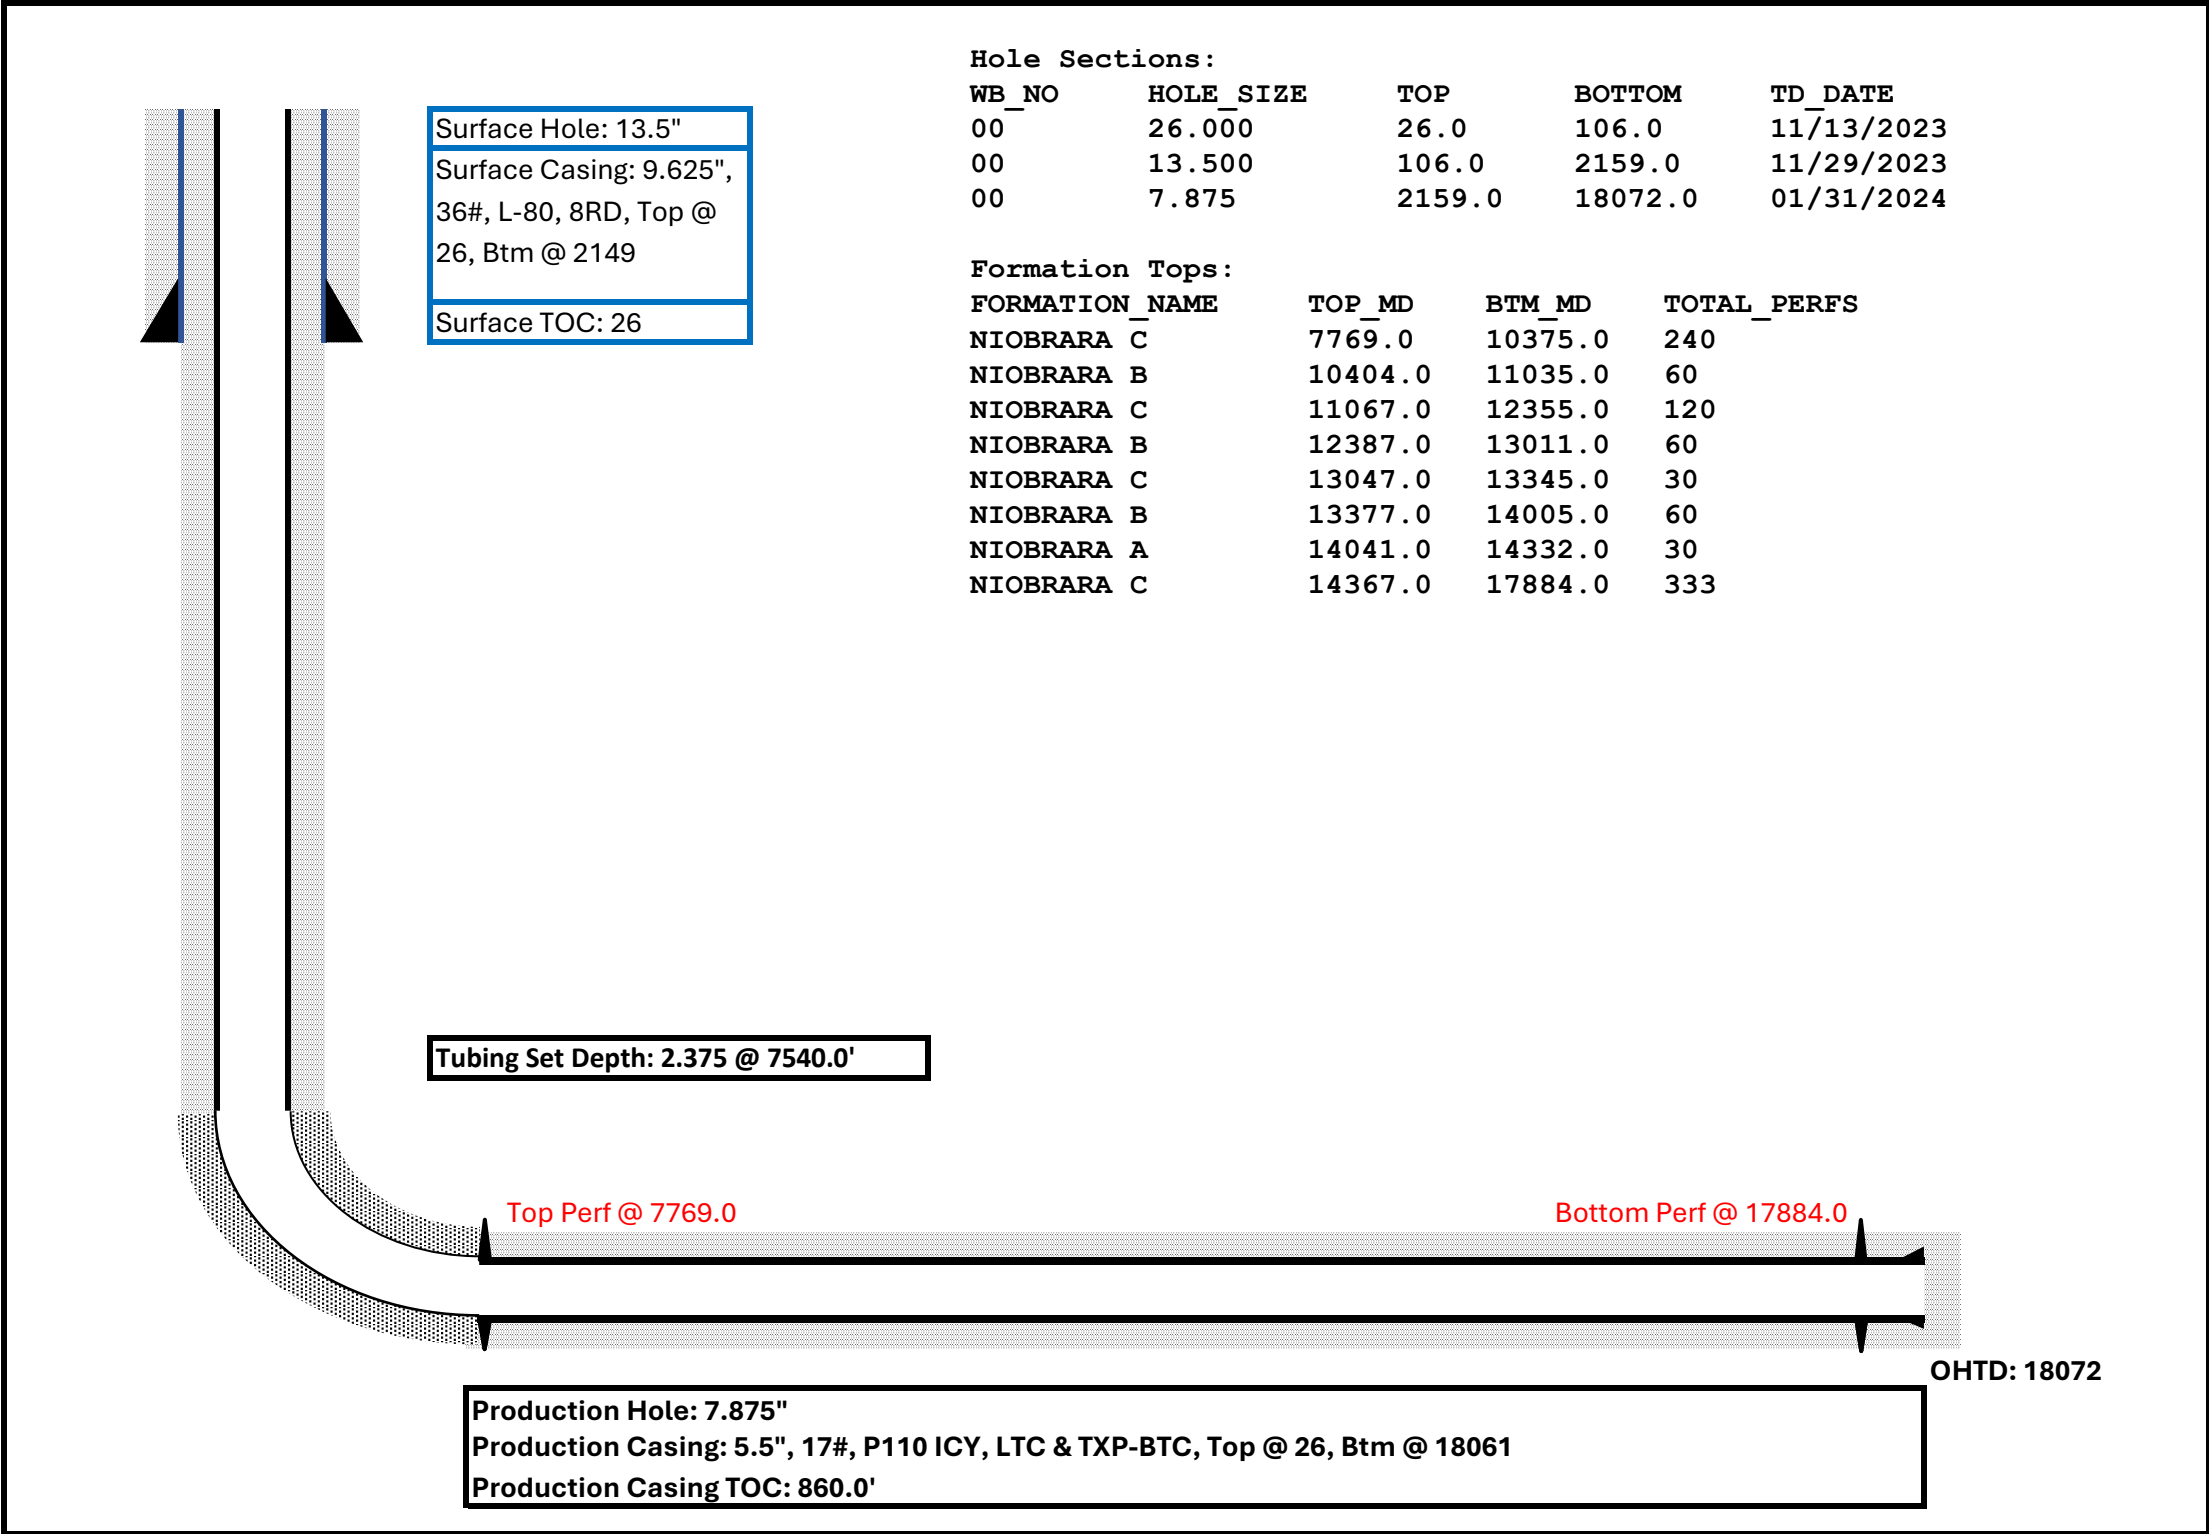 Hole Sections:
WB_NO HOLE_SIZE TOP BOTTOM TD_DATE
00 26.000 26.0 106.0 11/13/2023
00 13.500 106.0 2159.0 11/29/2023
00 7.875 2159.0 18072.0 01/31/2024
Formation Tops:
FORMATION_NAME TOP_MD BTM_MD TOTAL_PERFS
NIOBRARA C 7769.0 10375.0 240
NIOBRARA B 10404.0 11035.0 60
NIOBRARA C 11067.0 12355.0 120
NIOBRARA B 12387.0 13011.0 60
NIOBRARA C 13047.0 13345.0 30
NIOBRARA B 13377.0 14005.0 60
NIOBRARA A 14041.0 14332.0 30
NIOBRARA C 14367.0 17884.0 333
Surface Hole: 13.5"
Surface Casing: 9.625",
36#, L-80, 8RD, Top @
26, Btm @ 2149
Surface TOC: 26
Tubing Set Depth: 2.375 @ 7540.0'
Top Perf @ 7769.0
Bottom Perf @ 17884.0
OHTD: 18072
Production Hole: 7.875"
Production Casing: 5.5", 17#, P110 ICY, LTC & TXP-BTC, Top @ 26, Btm @ 18061
Production Casing TOC: 860.0'